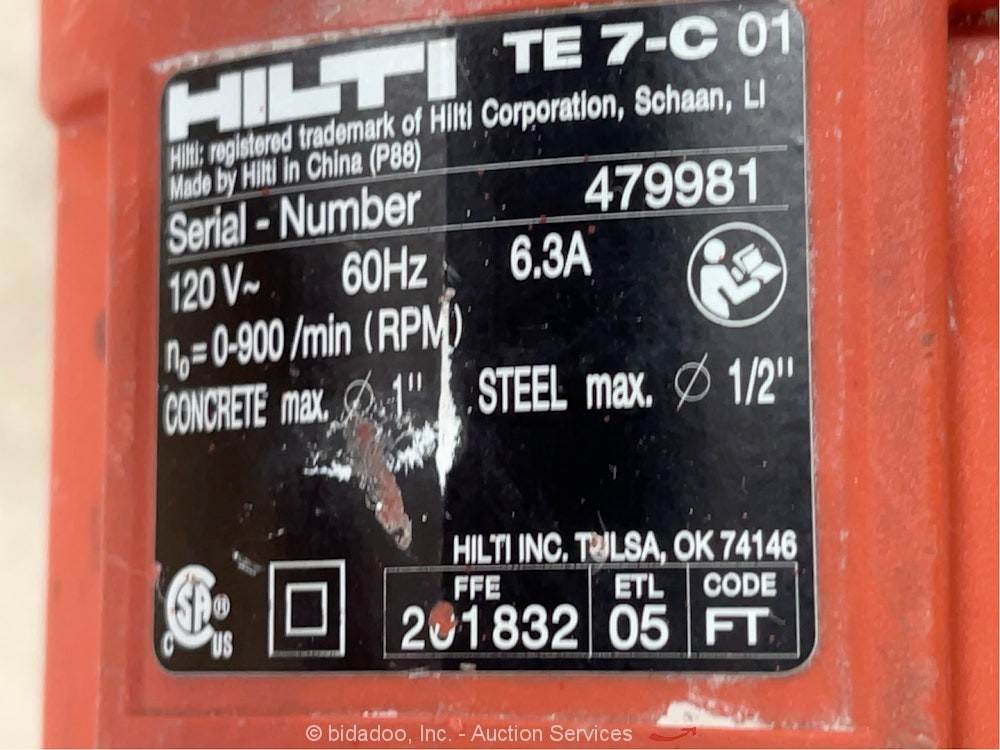 HILTI TE 7-C 01
Hilti: registered trademark of Hilti Corporation, Schaan, LI
Made by Hilti in China (P88)
Serial - Number 479981
120 V~ 60Hz 6.3A
n₀= 0-900 /min (RPM)
CONCRETE max. Ø 1" STEEL max. Ø 1/2"
HILTI INC. TULSA, OK 74146
FFE ETL CODE
201832 05 FT
C SA ® US
© bidadoo, Inc. - Auction Services